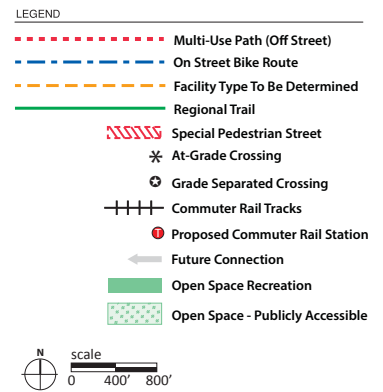 LEGEND
Multi-Use Path (Off Street)
On Street Bike Route
Facility Type To Be Determined
Regional Trail
Special Pedestrian Street
At-Grade Crossing
Grade Separated Crossing
Commuter Rail Tracks
T Proposed Commuter Rail Station
Future Connection
Open Space Recreation
Open Space - Publicly Accessible
N
scale
0 400' 800'